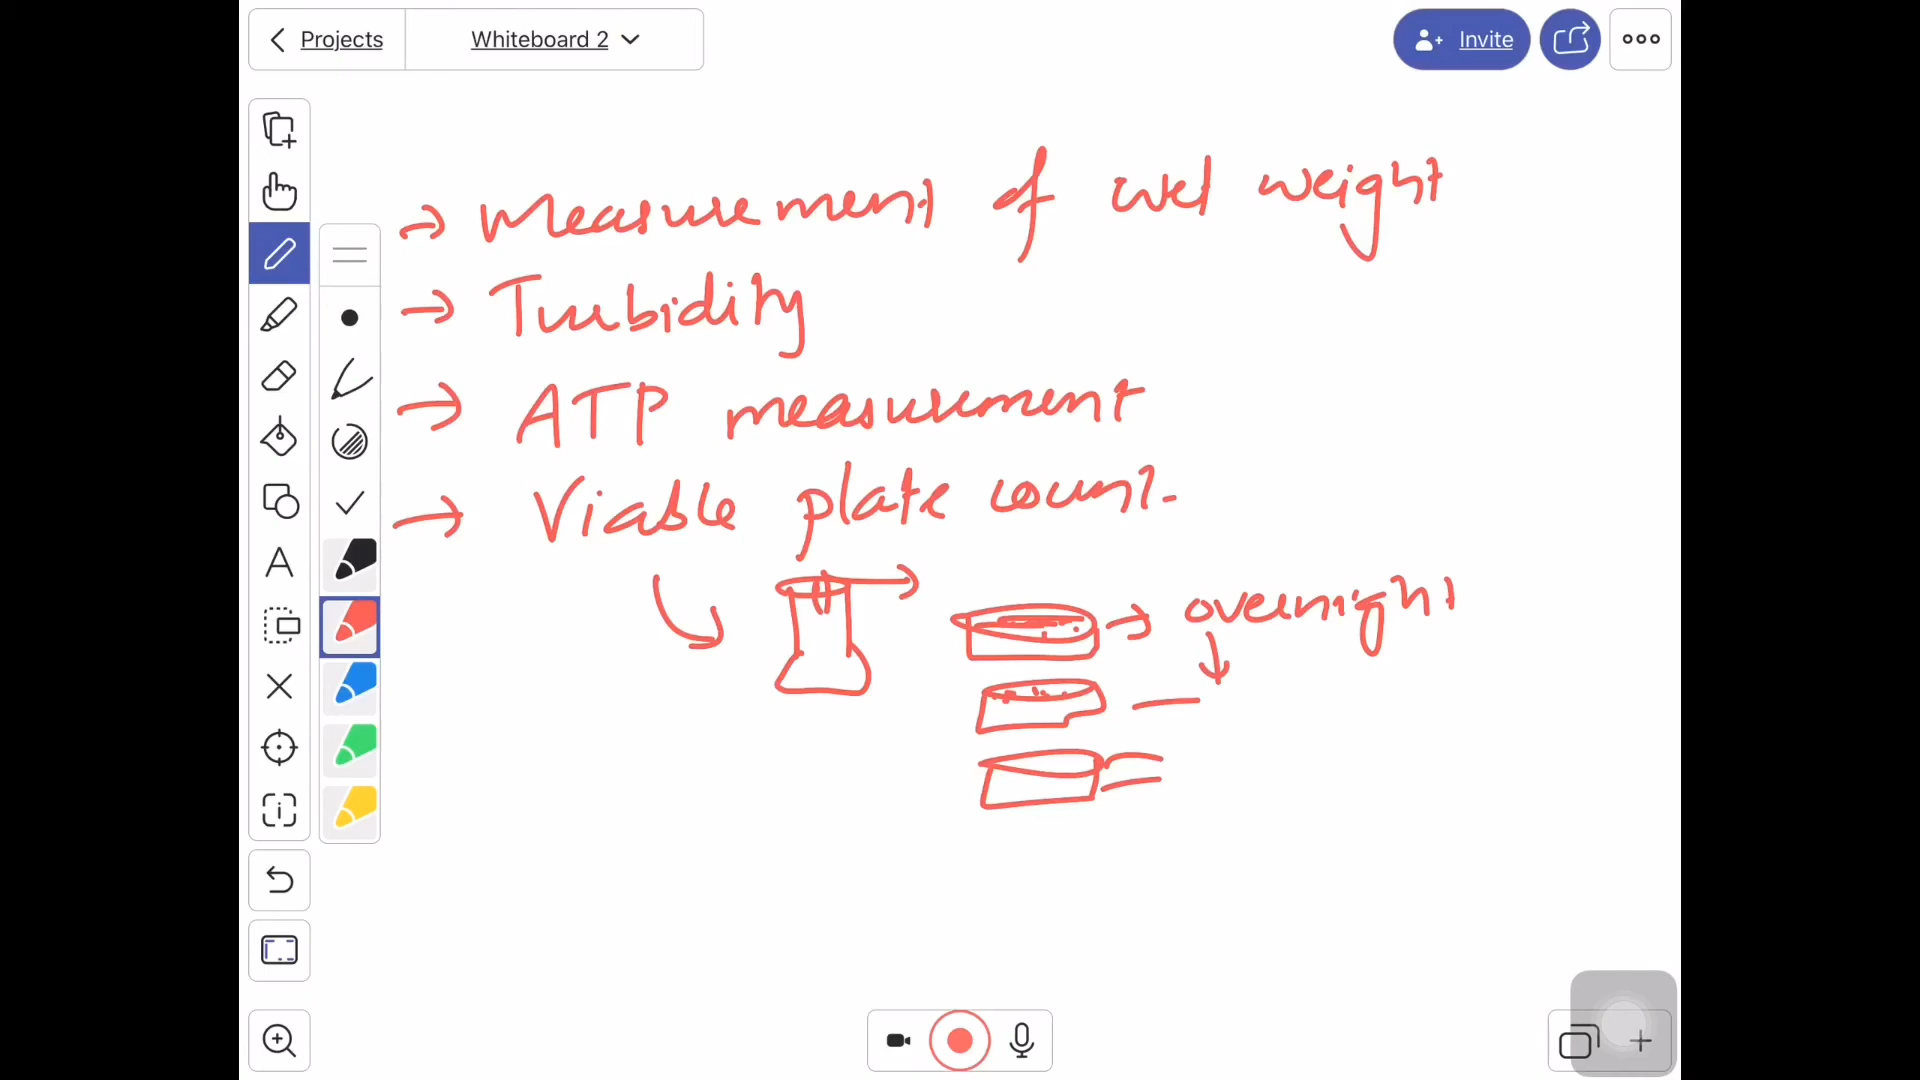 Projects
Whiteboard 2
Invite
→ Measurement of wet weight
→ Turbidity
→ ATP measurement
→ Viable plate count.
→ overnight
A